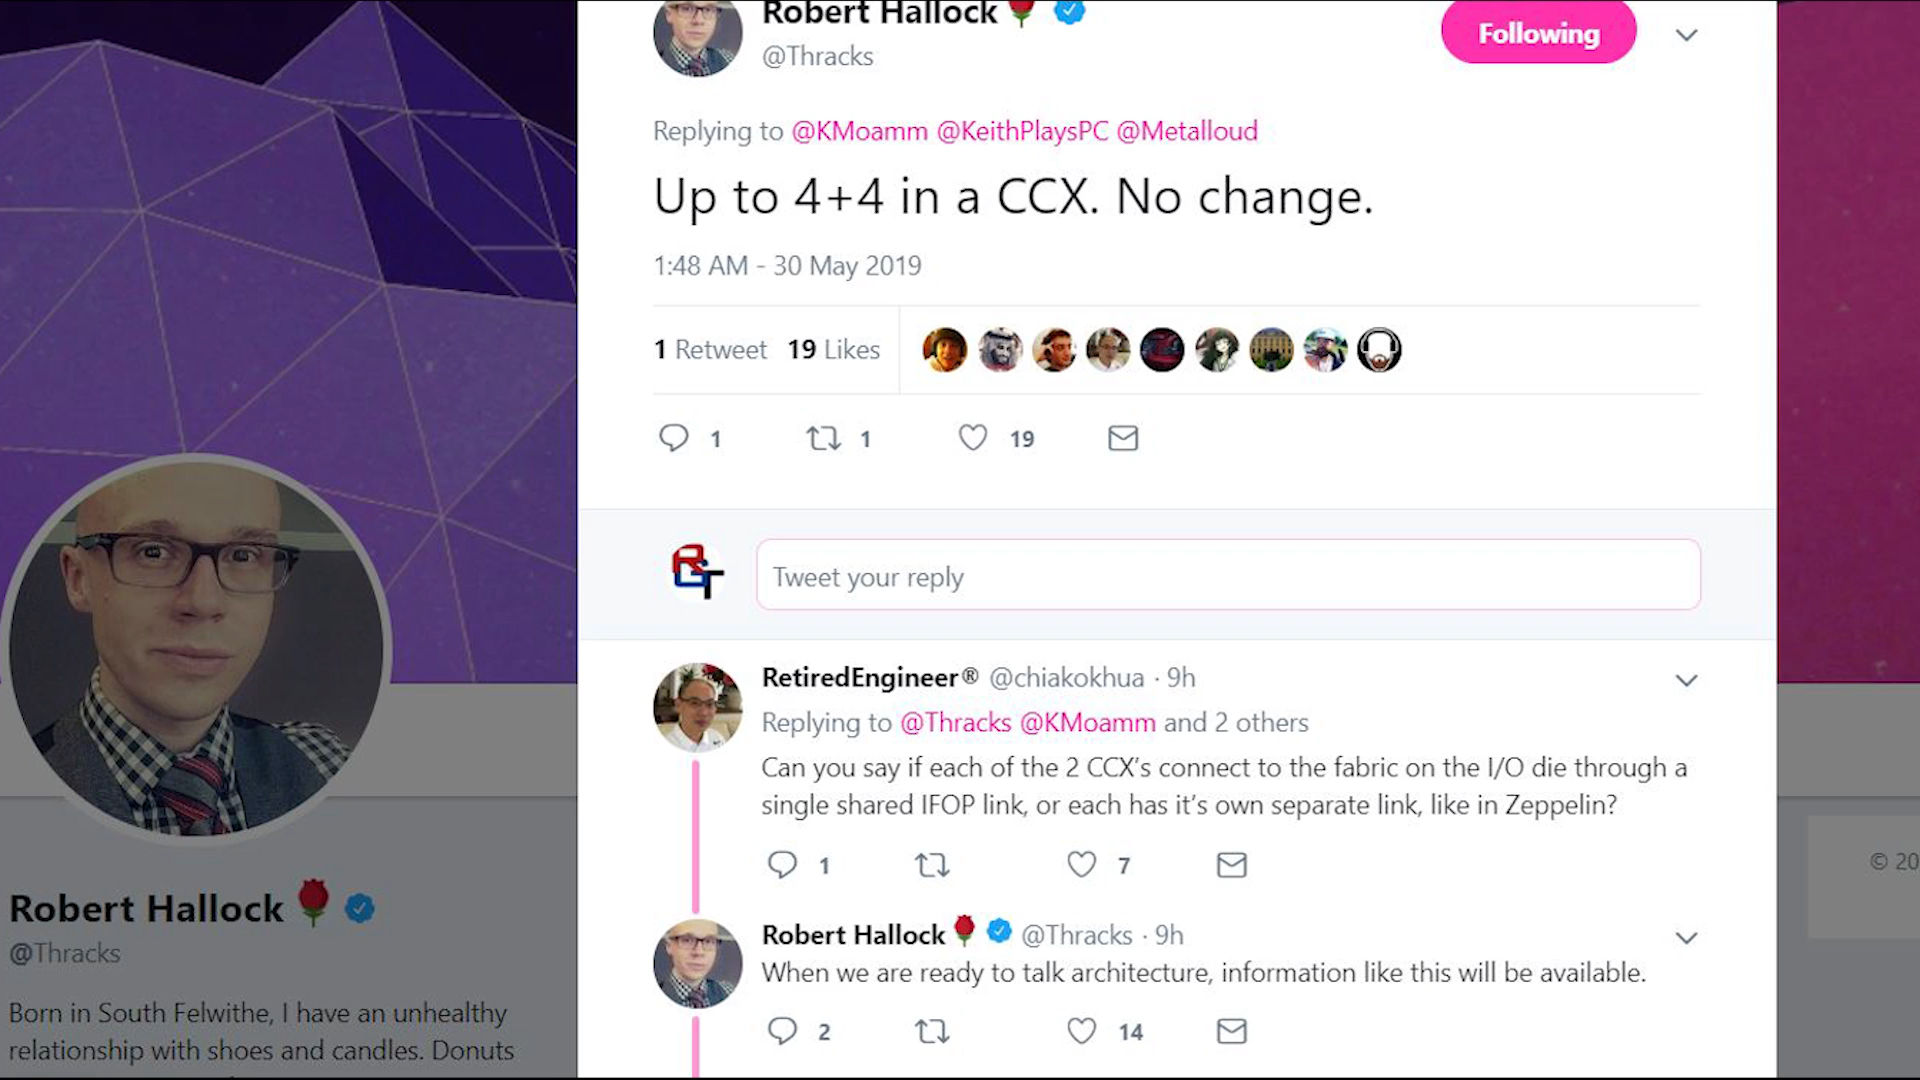 Robert Hallock
@Thracks
Following
Replying to @KMoamm @KeithPlaysPC @Metalloud
Up to 4+4 in a CCX. No change.
1:48 AM - 30 May 2019
1 Retweet 19 Likes
1 1 19
RGT
Tweet your reply
RetiredEngineer® @chiakokhua · 9h
Replying to @Thracks @KMoamm and 2 others
Can you say if each of the 2 CCX's connect to the fabric on the I/O die through a
single shared IFOP link, or each has it's own separate link, like in Zeppelin?
1 7
Robert Hallock @Thracks · 9h
When we are ready to talk architecture, information like this will be available.
2 14
Robert Hallock
@Thracks
Born in South Felwithe, I have an unhealthy
relationship with shoes and candles. Donuts
© 20